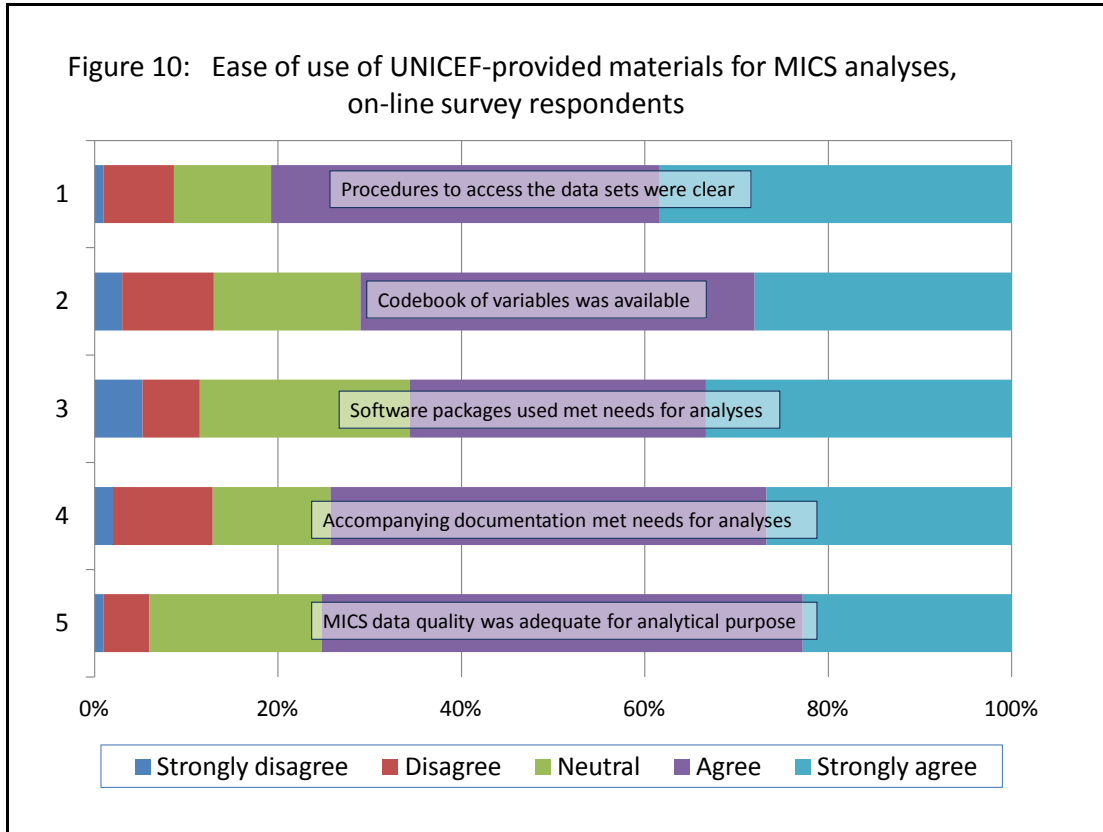 Figure 10: Ease of use of UNICEF-provided materials for MICS analyses,
on-line survey respondents
1
Procedures to access the data sets were clear
2
Codebook of variables was available
3
Software packages used met needs for analyses
4
Accompanying documentation met needs for analyses
5
MICS data quality was adequate for analytical purpose
0% 20% 40% 60% 80% 100%
Strongly disagree Disagree Neutral Agree Strongly agree